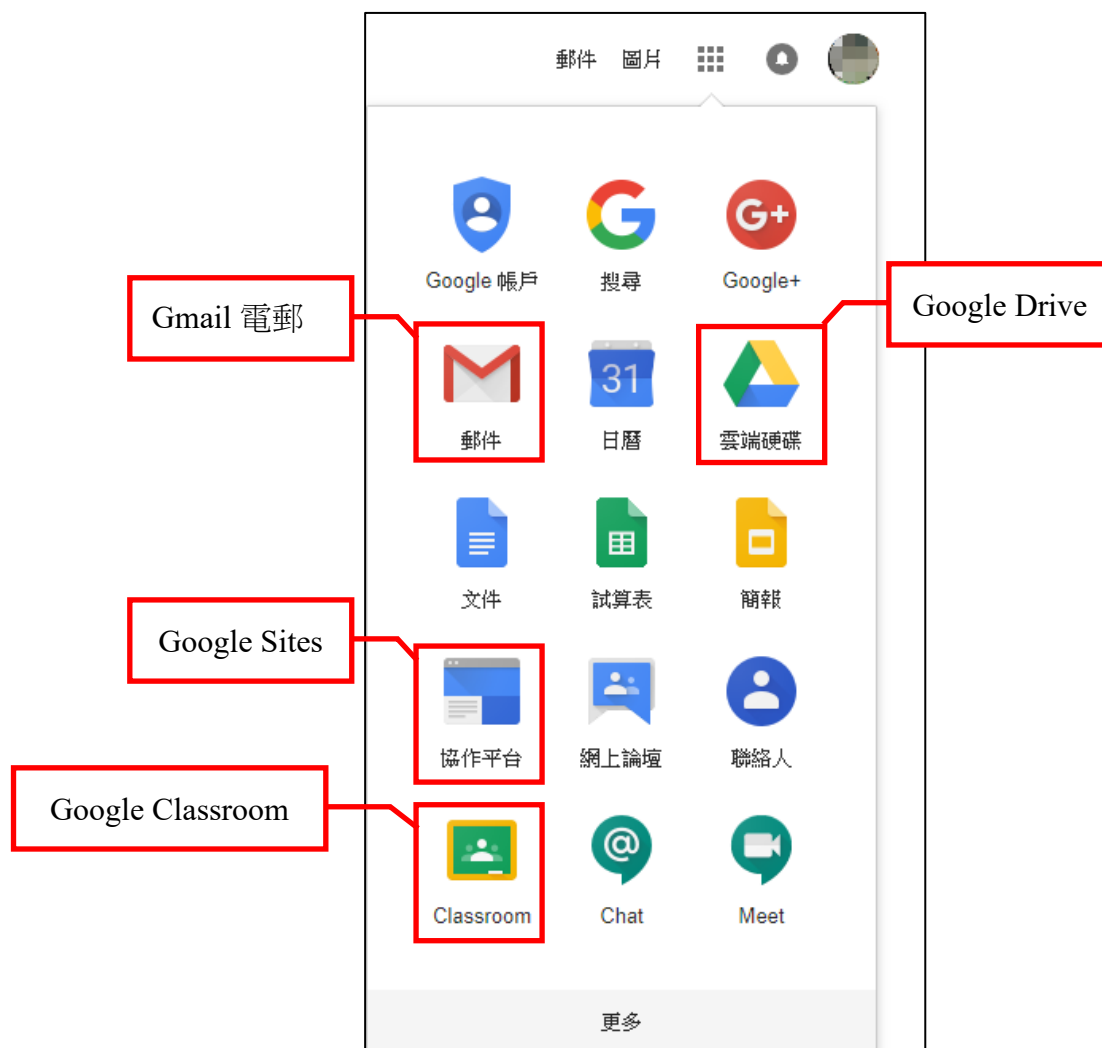 郵件 圖片
G+
Google 帳戶 搜尋 Google+
Gmail 電郵
Google Drive
31
郵件 日曆 雲端硬碟
文件 試算表 簡報
Google Sites
協作平台 網上論壇 聯絡人
Google Classroom
@
Classroom Chat Meet
更多